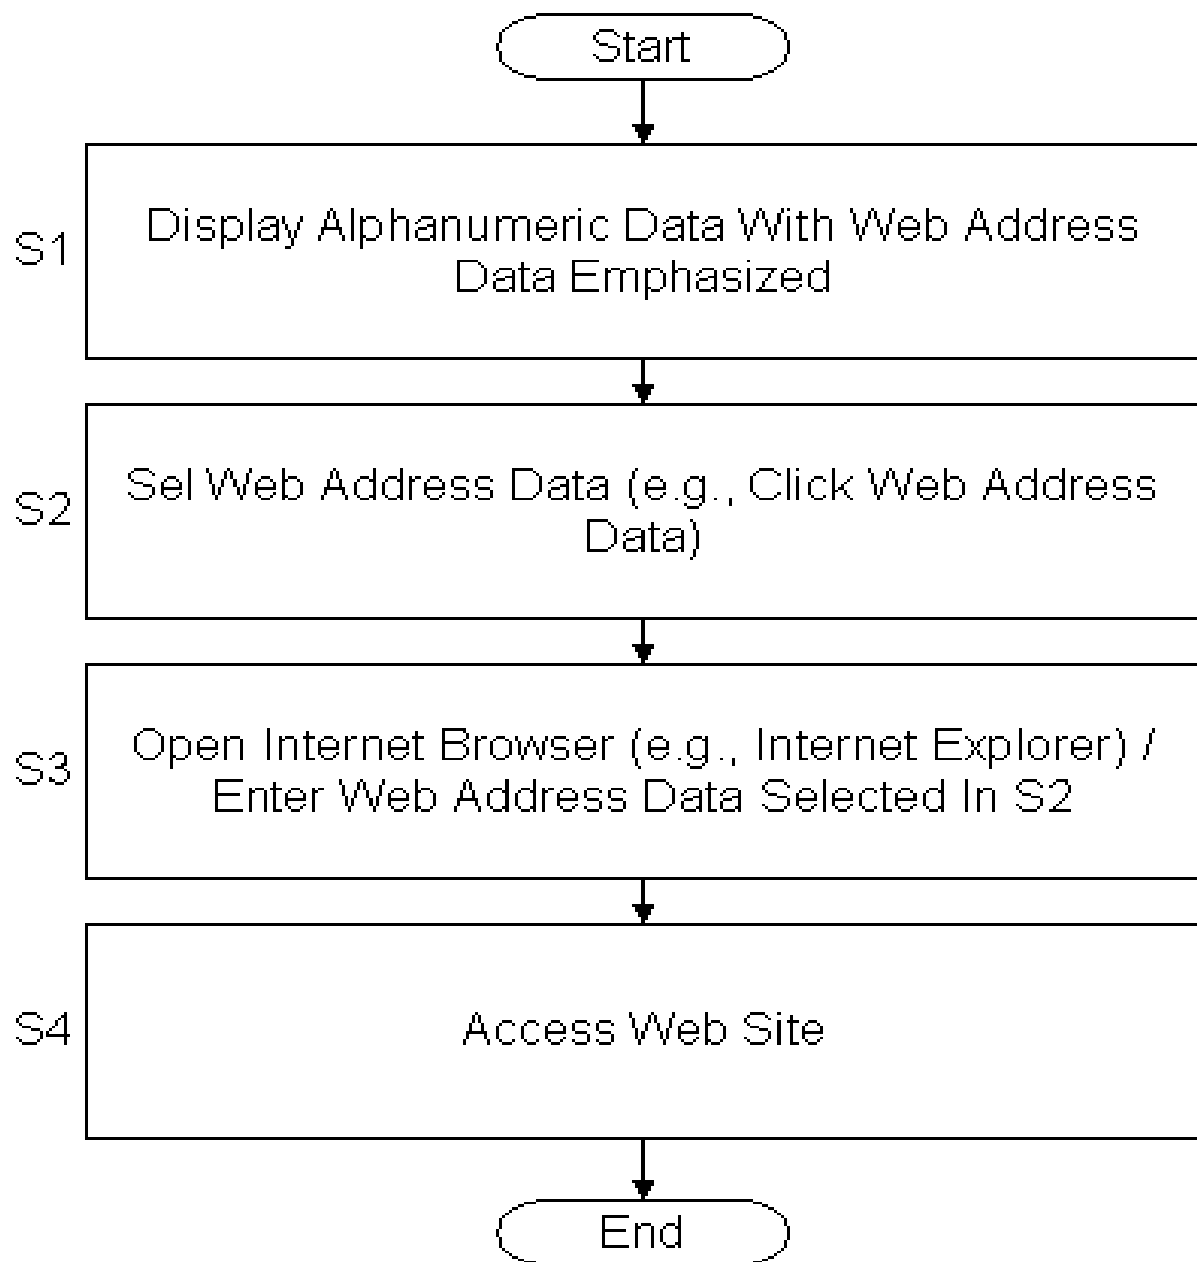 Start
S1
Display Alphanumeric Data With Web Address
Data Emphasized
S2
Sel Web Address Data (e.g., Click Web Address
Data)
S3
Open Internet Browser (e.g., Internet Explorer) /
Enter Web Address Data Selected In S2
S4
Access Web Site
End